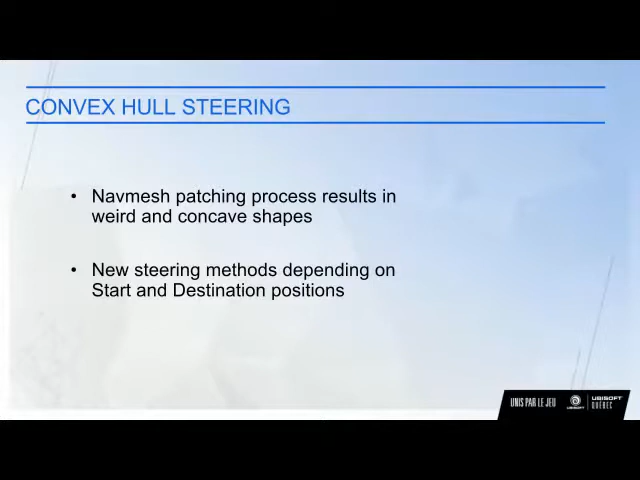 CONVEX HULL STEERING
• Navmesh patching process results in
weird and concave shapes
• New steering methods depending on
Start and Destination positions
UNIS PAR LE JEU
UBISOFT
UBISOFT
QUÉBEC